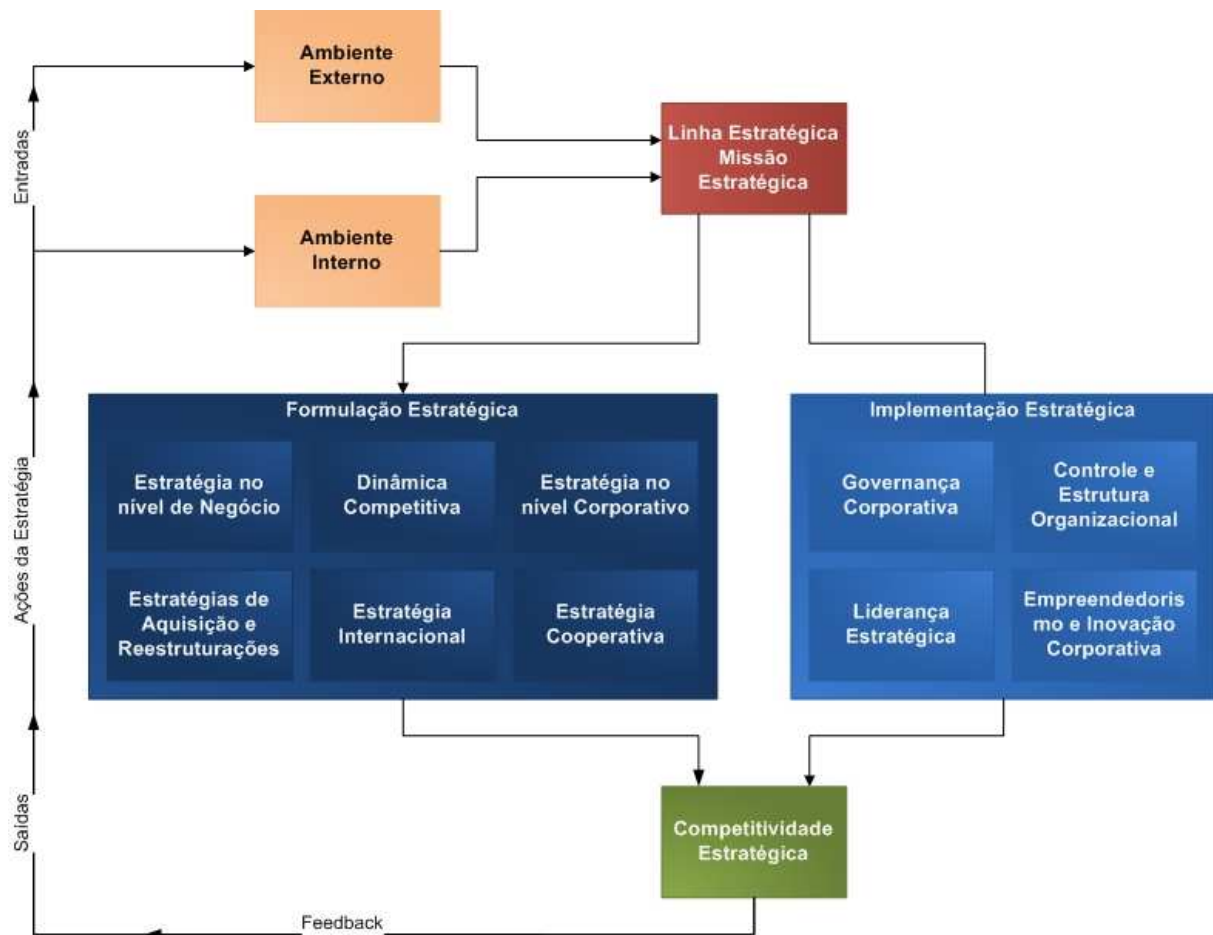 Ambiente
Externo
Entradas
Linha Estratégica
Missão
Estratégica
Ambiente
Interno
Formulação Estratégica
Estratégia no
nível de Negócio
Dinâmica
Competitiva
Estratégia no
nível Corporativo
Estratégias de
Aquisição e
Reestruturações
Estratégia
Internacional
Estratégia
Cooperativa
Implementação Estratégica
Governança
Corporativa
Controle e
Estrutura
Organizacional
Liderança
Estratégica
Empreendedoris
mo e Inovação
Corporativa
Ações da Estratégia
Saídas
Competitividade
Estratégica
Feedback